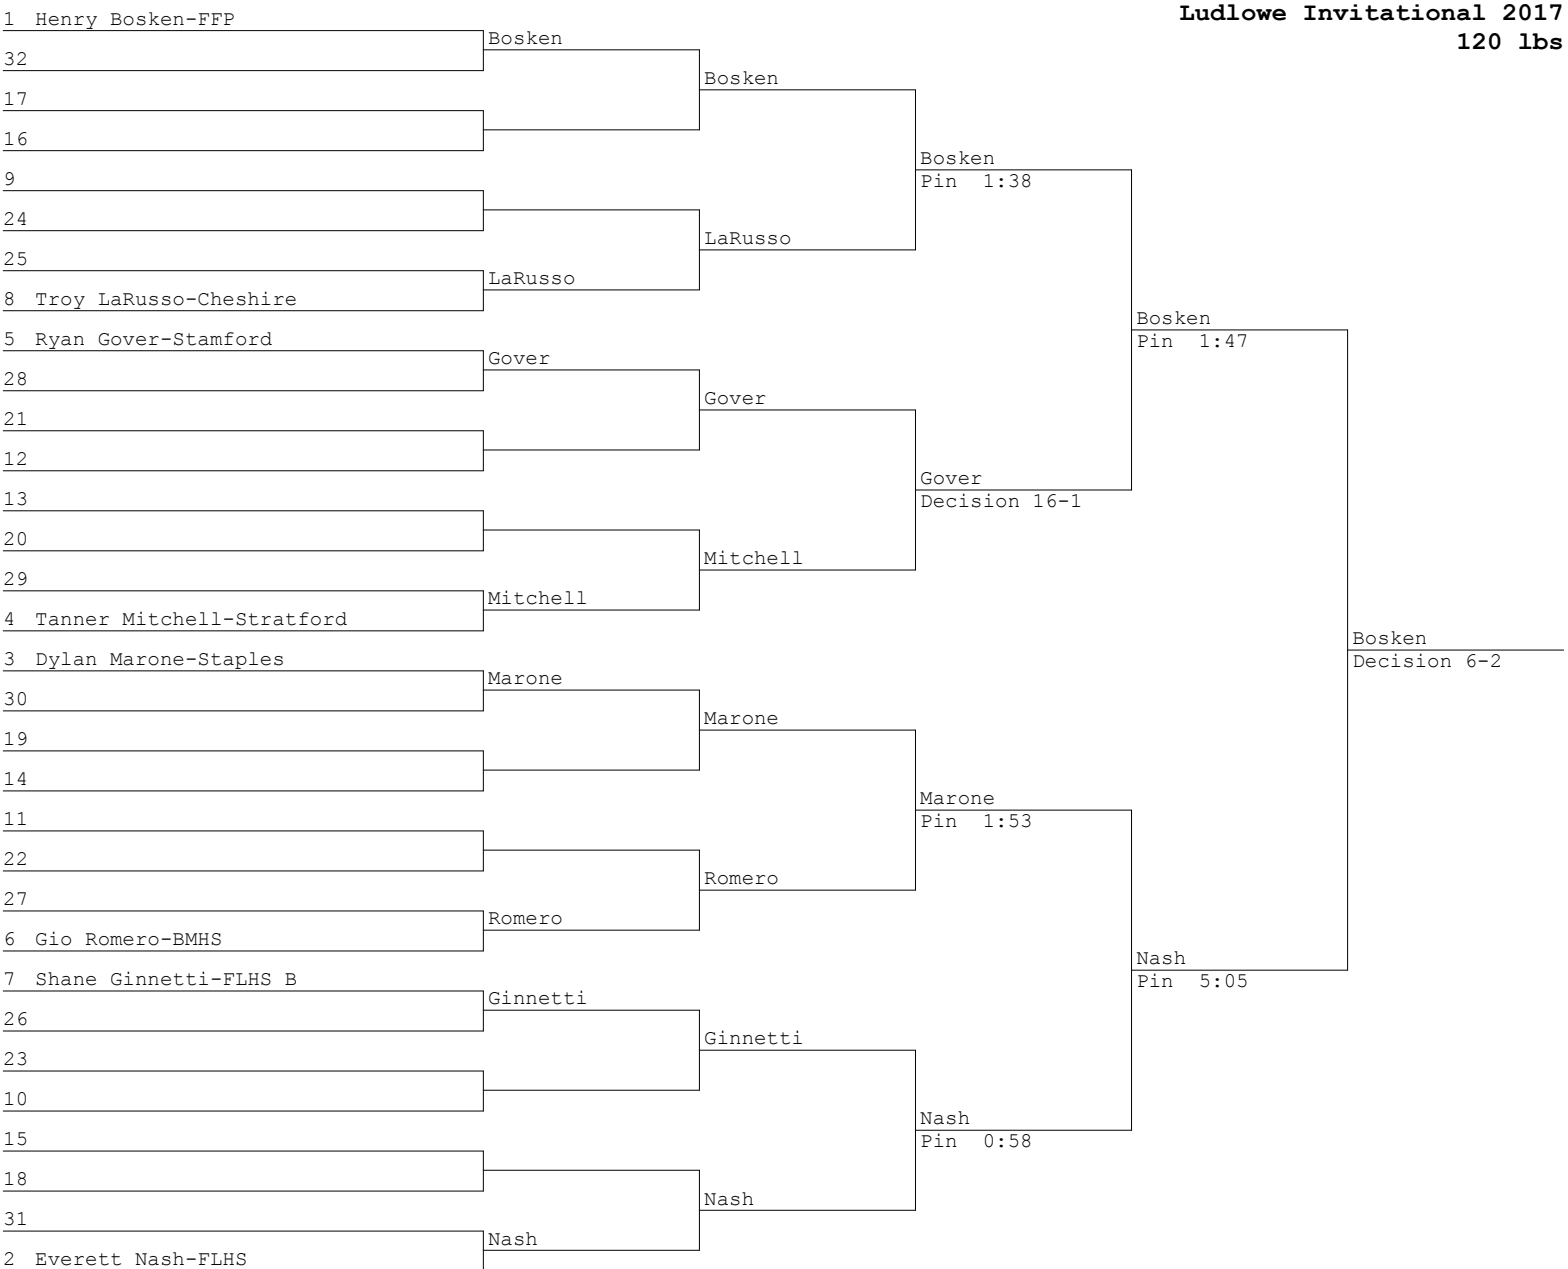 Ludlowe Invitational 2017
120 lbs
1 Henry Bosken-FFP
32
17
16
9
24
25
8 Troy LaRusso-Cheshire
5 Ryan Gover-Stamford
28
21
12
13
20
29
4 Tanner Mitchell-Stratford
3 Dylan Marone-Staples
30
19
14
11
22
27
6 Gio Romero-BMHS
7 Shane Ginnetti-FLHS B
26
23
10
15
18
31
2 Everett Nash-FLHS
Bosken
LaRusso
Gover
Mitchell
Marone
Romero
Ginnetti
Nash
Bosken
LaRusso
Gover
Mitchell
Marone
Romero
Ginnetti
Nash
Bosken
Pin 1:38
Gover
Decision 16-1
Marone
Pin 1:53
Nash
Pin 0:58
Bosken
Pin 1:47
Nash
Pin 5:05
Bosken
Decision 6-2